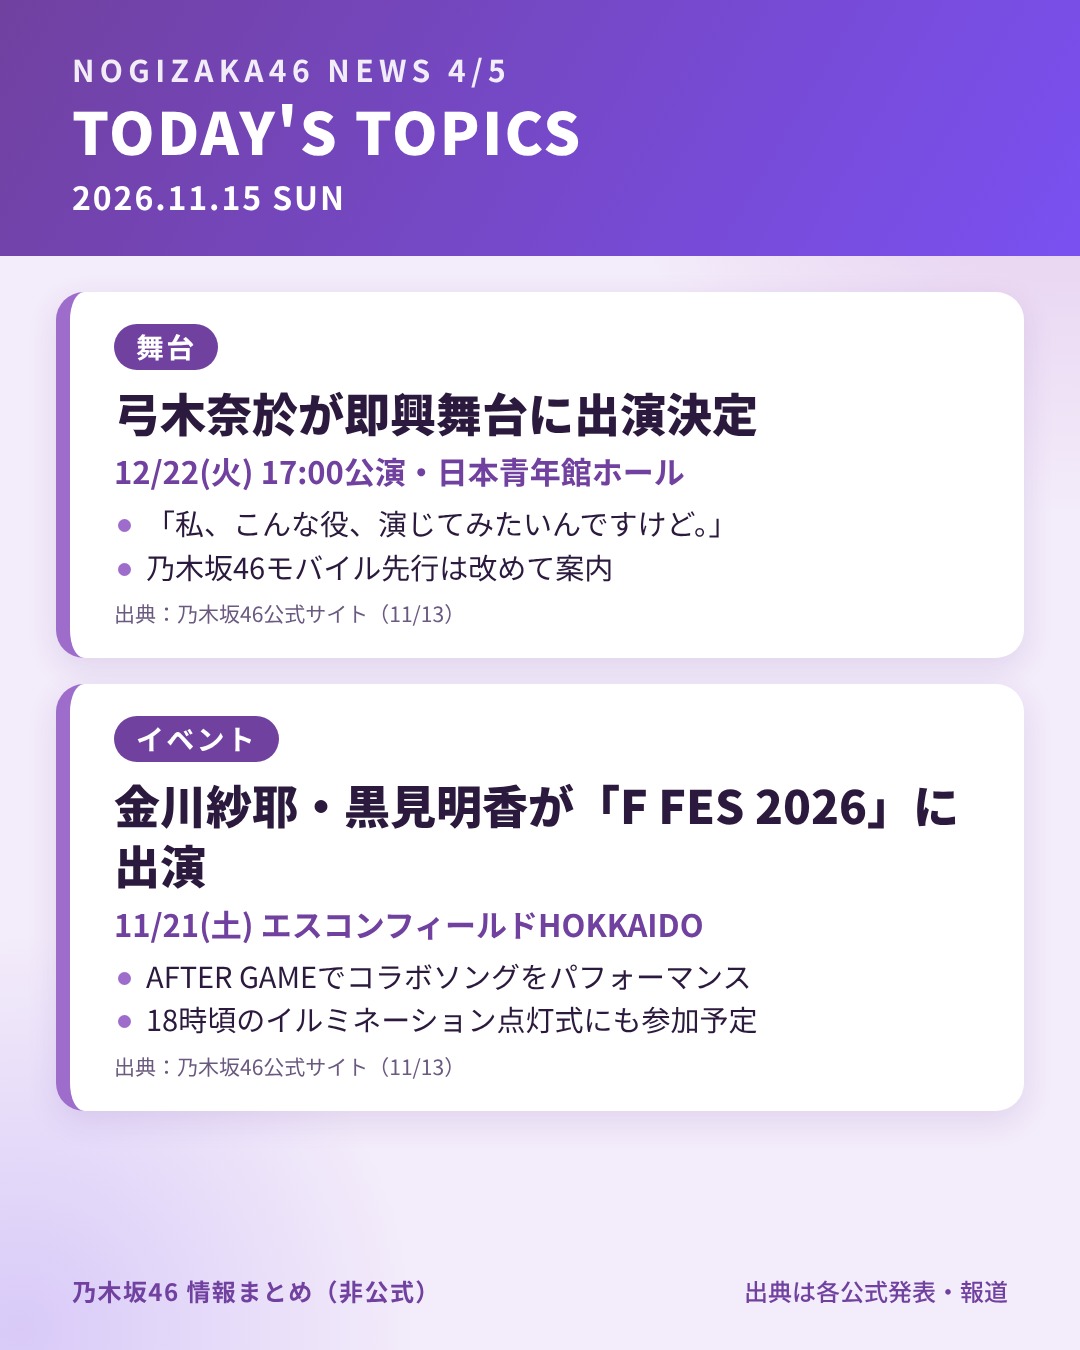 NOGIZAKA46 NEWS 4/5
TODAY'S TOPICS
2026.11.15 SUN
舞台
弓木奈於が即興舞台に出演決定
12/22(火) 17:00公演・日本青年館ホール
「私、こんな役、演じてみたいんですけど。」
乃木坂46モバイル先行は改めて案内
出典：乃木坂46公式サイト（11/13）
イベント
金川紗耶・黒見明香が「F FES 2026」に
出演
11/21(土) エスコンフィールドHOKKAIDO
AFTER GAMEでコラボソングをパフォーマンス
18時頃のイルミネーション点灯式にも参加予定
出典：乃木坂46公式サイト（11/13）
乃木坂46 情報まとめ（非公式）
出典は各公式発表・報道